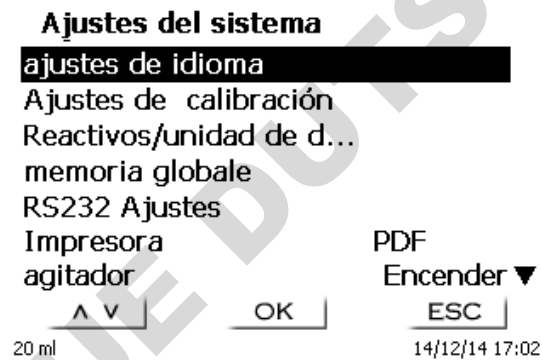 Ajustes del sistema
ajustes de idioma
Ajustes de calibración
Reactivos/unidad de d...
memoria globale
RS232 Ajustes
Impresora PDF
agitador Encender ▼
∧ ∨ OK ESC
20 ml 14/12/14 17:02